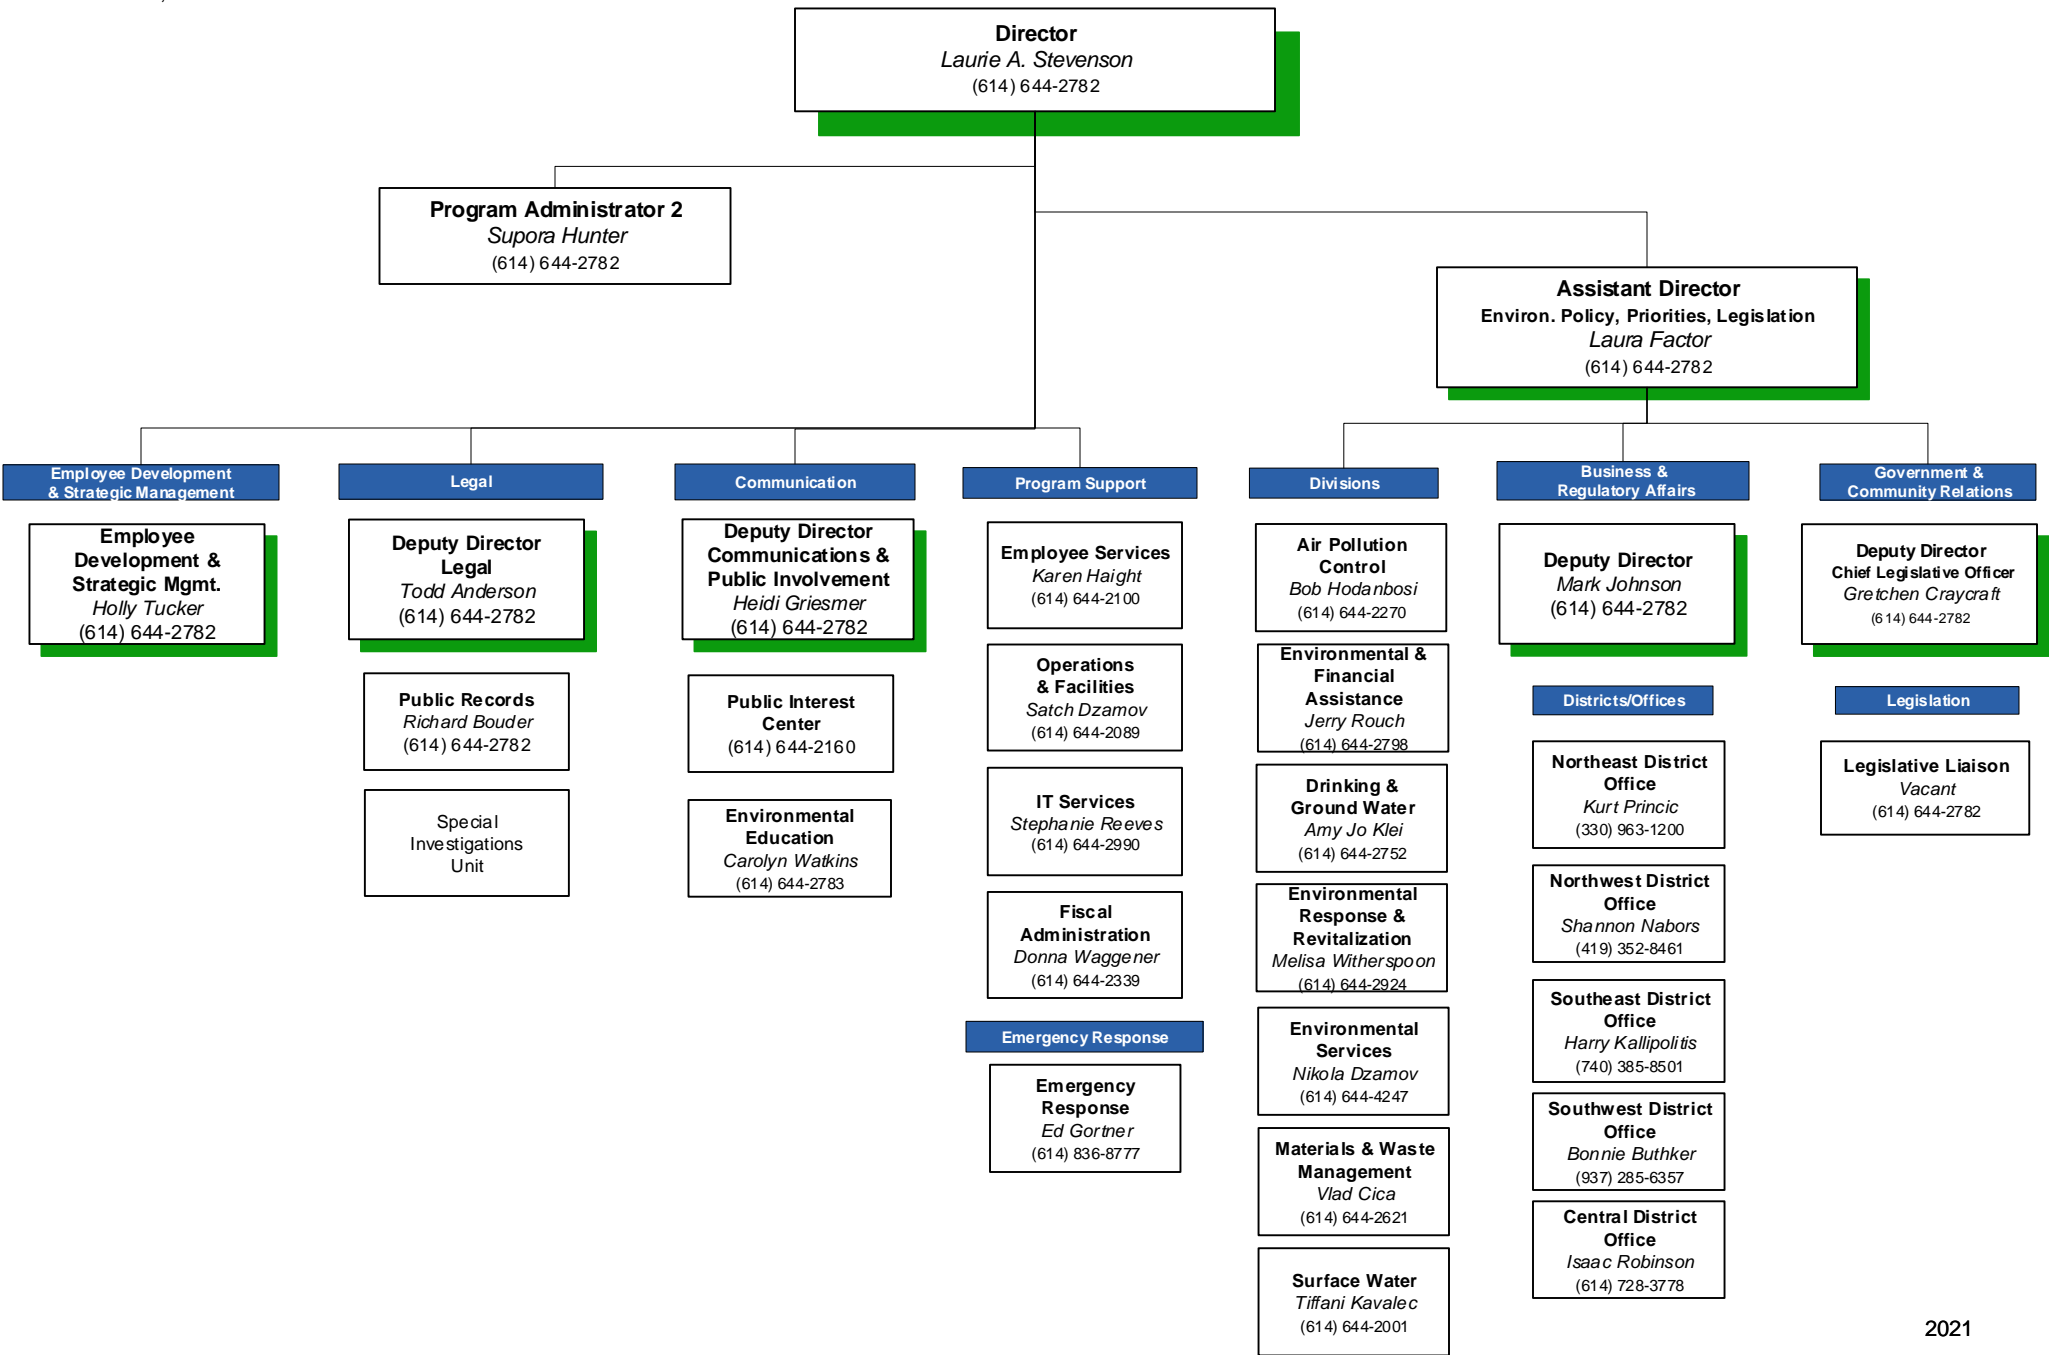 Director
Laurie A. Stevenson
(614) 644-2782
Program Administrator 2
Supora Hunter
(614) 644-2782
Assistant Director
Environ. Policy, Priorities, Legislation
Laura Factor
(614) 644-2782
Employee Development
& Strategic Management
Employee
Development &
Strategic Mgmt.
Holly Tucker
(614) 644-2782
Legal
Deputy Director
Legal
Todd Anderson
(614) 644-2782
Public Records
Richard Bouder
(614) 644-2782
Special
Investigations
Unit
Communication
Deputy Director
Communications &
Public Involvement
Heidi Griesmer
(614) 644-2782
Public Interest
Center
(614) 644-2160
Environmental
Education
Carolyn Watkins
(614) 644-2783
Program Support
Employee Services
Karen Haight
(614) 644-2100
Operations
& Facilities
Satch Dzamov
(614) 644-2089
IT Services
Stephanie Reeves
(614) 644-2990
Fiscal
Administration
Donna Waggener
(614) 644-2339
Emergency Response
Emergency
Response
Ed Gortner
(614) 836-8777
Divisions
Air Pollution
Control
Bob Hodanbosi
(614) 644-2270
Environmental &
Financial
Assistance
Jerry Rouch
(614) 644-2798
Drinking &
Ground Water
Amy Jo Klei
(614) 644-2752
Environmental
Response &
Revitalization
Melisa Witherspoon
(614) 644-2924
Environmental
Services
Nikola Dzamov
(614) 644-4247
Materials & Waste
Management
Vlad Cica
(614) 644-2621
Surface Water
Tiffani Kavalec
(614) 644-2001
Business &
Regulatory Affairs
Deputy Director
Mark Johnson
(614) 644-2782
Districts/Offices
Northeast District
Office
Kurt Princic
(330) 963-1200
Northwest District
Office
Shannon Nabors
(419) 352-8461
Southeast District
Office
Harry Kallipolitis
(740) 385-8501
Southwest District
Office
Bonnie Buthker
(937) 285-6357
Central District
Office
Isaac Robinson
(614) 728-3778
Government &
Community Relations
Deputy Director
Chief Legislative Officer
Gretchen Craycraft
(614) 644-2782
Legislation
Legislative Liaison
Vacant
(614) 644-2782
2021